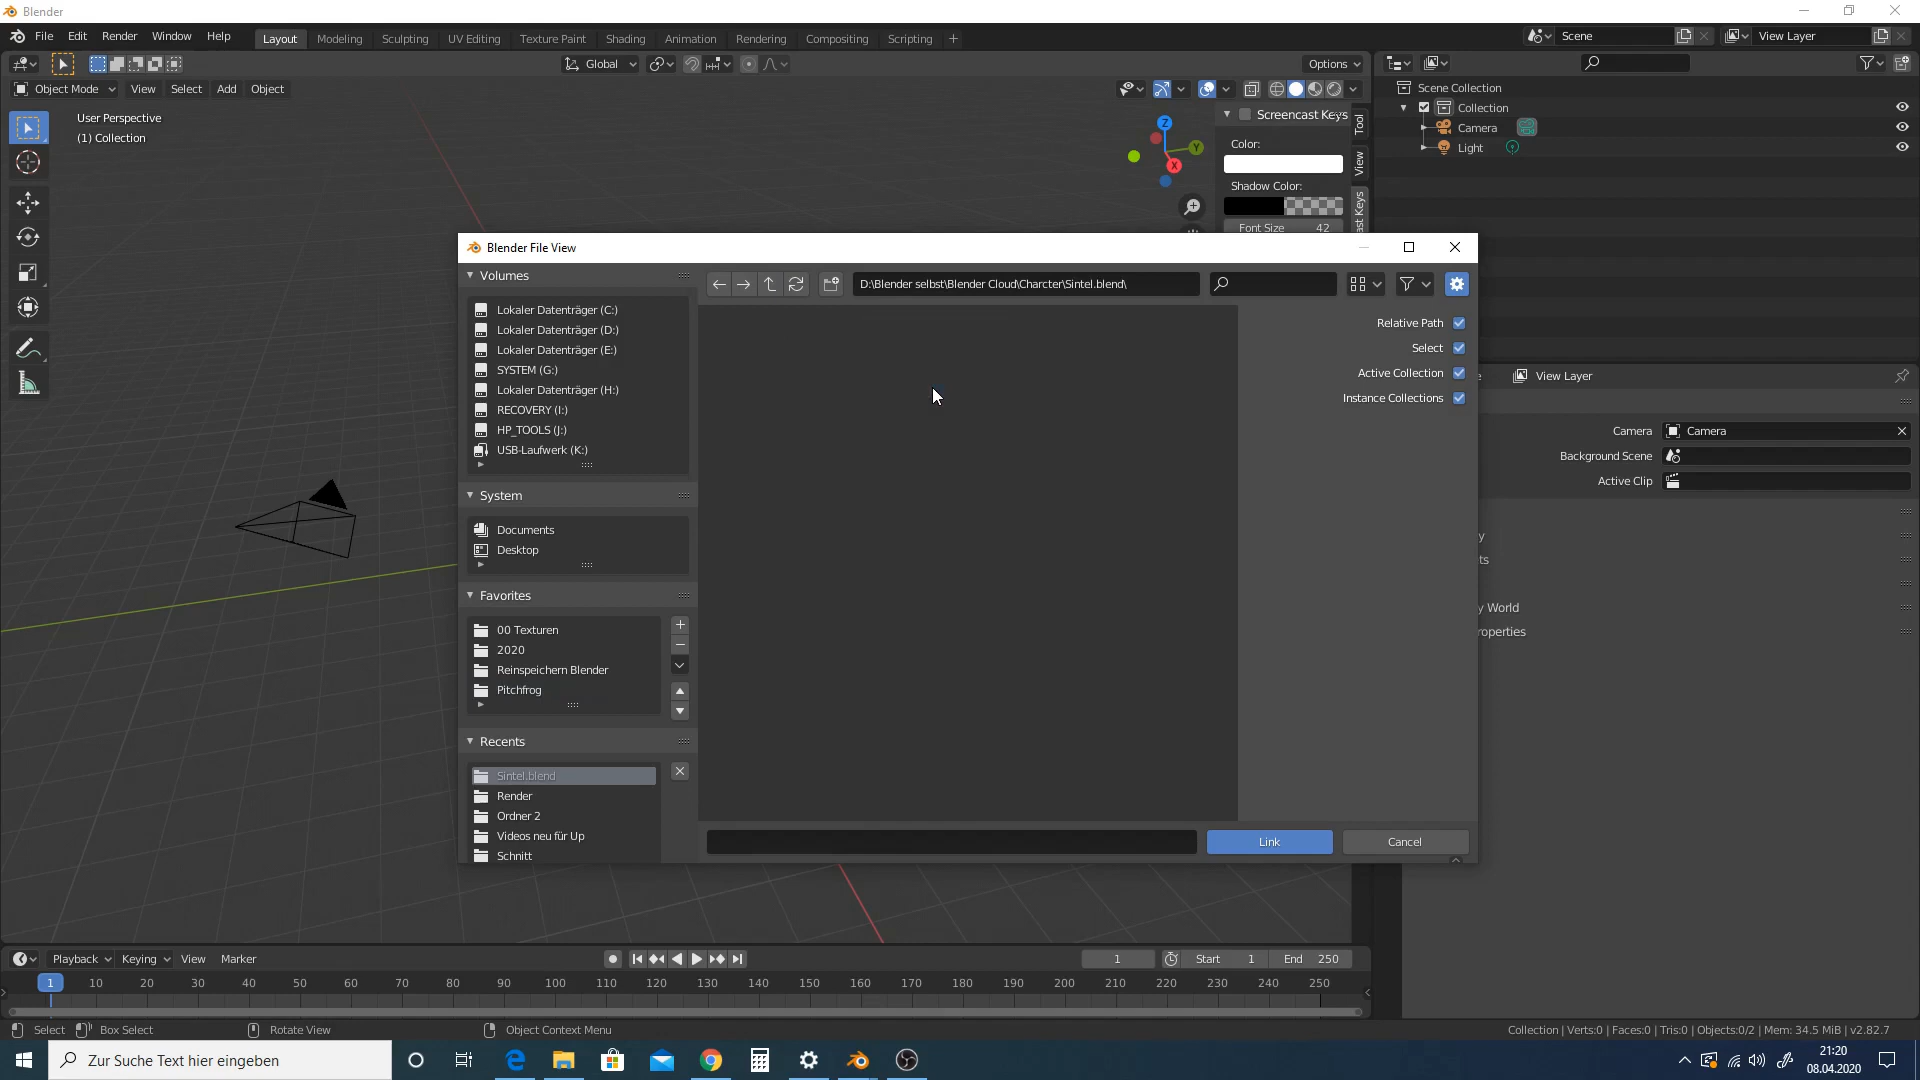 Blender
File Edit Render Window Help
Layout Modeling Sculpting UV Editing Texture Paint Shading Animation Rendering Compositing Scripting +
Scene
View Layer
Global
Options
Object Mode View Select Add Object
User Perspective
(1) Collection
Z
Y
X
Screencast Keys
Color:
Shadow Color:
Font Size 42
Tool
View
Scene Collection
Collection
Camera
Light
Blender File View
Volumes
Lokaler Datenträger (C:)
Lokaler Datenträger (D:)
Lokaler Datenträger (E:)
SYSTEM (G:)
Lokaler Datenträger (H:)
RECOVERY (I:)
HP_TOOLS (J:)
USB-Laufwerk (K:)
System
Documents
Desktop
Favorites
00 Texturen
2020
Reinspeichern Blender
Pitchfrog
Recents
Sintel.blend
Render
Ordner 2
Videos neu für Up
Schnitt
D:\Blender selbst\Blender Cloud\Charcter\Sintel.blend\
Relative Path
Select
Active Collection
Instance Collections
Link
Cancel
View Layer
Camera Camera
Background Scene
Active Clip
y World
roperties
Playback Keying View Marker
1
Start 1
End 250
1 10 20 30 40 50 60 70 80 90 100 110 120 130 140 150 160 170 180 190 200 210 220 230 240 250
Select Box Select Rotate View Object Context Menu
Collection | Verts:0 | Faces:0 | Tris:0 | Objects:0/2 | Mem: 34.5 MiB | v2.82.7
Zur Suche Text hier eingeben
21:20
08.04.2020